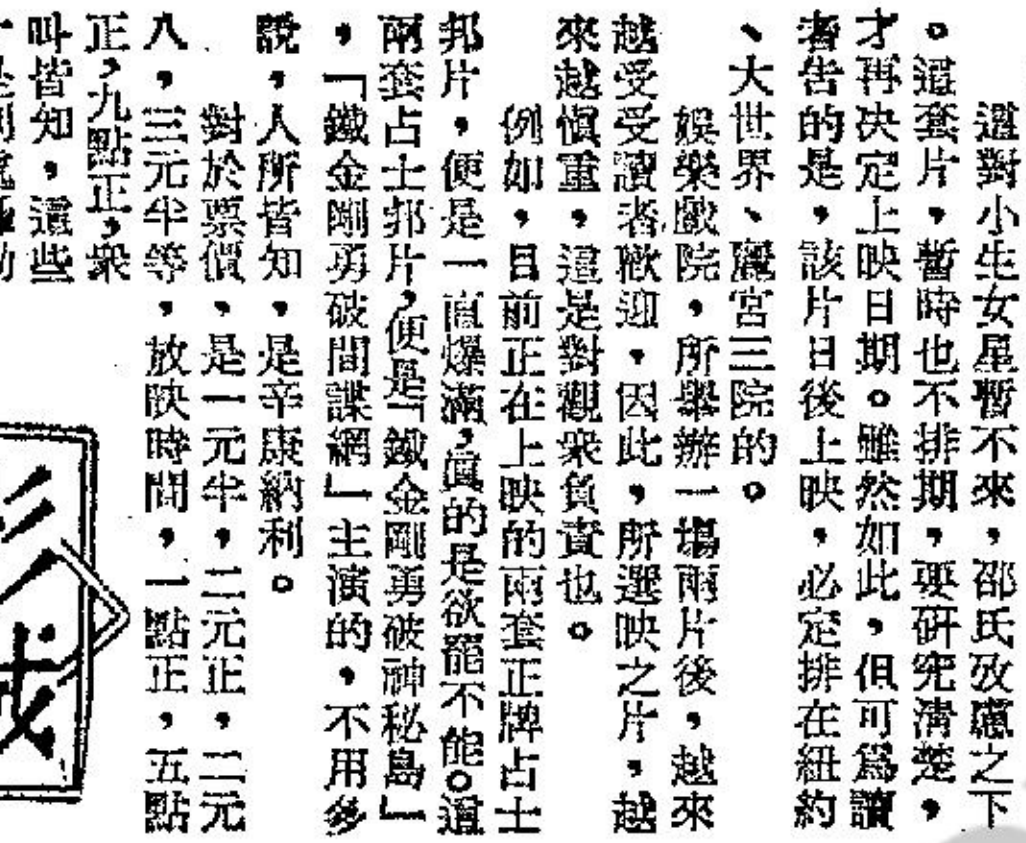 這對小生女星暫不來，邵氏攷慮之下
。這套片，暫時也不排期，要研究清楚，
才再決定上映日期。雖然如此，但可爲讀
者告的是，該片日後上映，必定排在紐約
、大世界、麗宮三院的。
娛樂戲院，所舉辦一場兩片後，越來
越受受讀者歡迎，因此，所選映之片，越
來越愼重，這是對觀衆負責也。
例如，目前正在上映的兩套正牌占士
邦片，便是一直爆滿，眞的是欲罷不能。這
兩套占士邦片，便是「鐵金剛勇破神秘島」
，「鐵金剛勇破間諜網」主演的，不用多
說，人所皆知，是辛康納利。
對於票價，是一元半，二元正，二元
八，三元半等，放映時間，一點正，五點
正，九點正，衆
叫皆知，這些